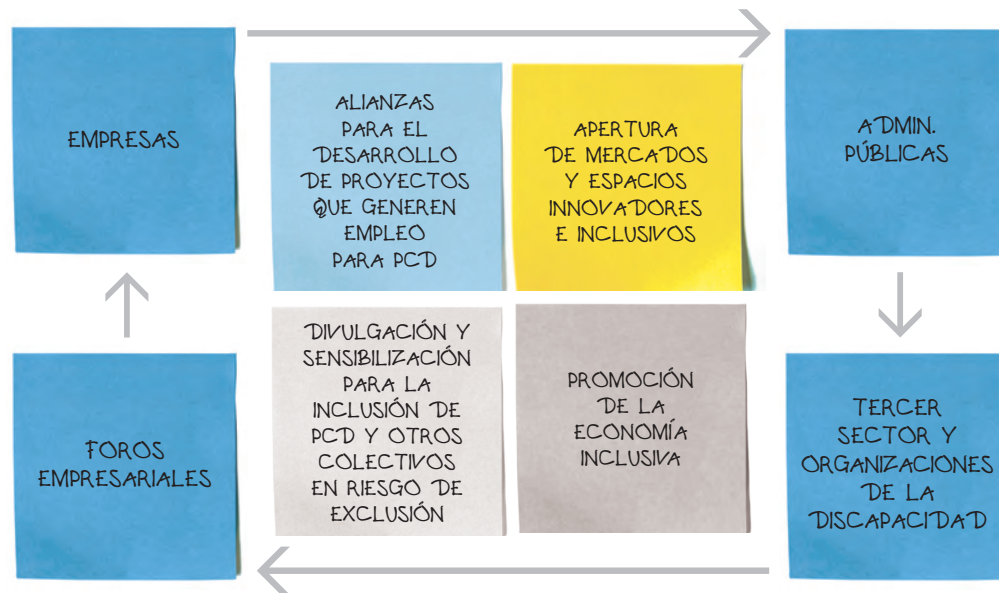 EMPRESAS
ALIANZAS
PARA EL
DESARROLLO
DE PROYECTOS
QUE GENEREN
EMPLEO
PARA PCD
APERTURA
DE MERCADOS
Y ESPACIOS
INNOVADORES
E INCLUSIVOS
ADMIN.
PÚBLICAS
FOROS
EMPRESARIALES
DIVULGACIÓN Y
SENSIBILIZACIÓN
PARA LA
INCLUSIÓN DE
PCD Y OTROS
COLECTIVOS
EN RIESGO DE
EXCLUSIÓN
PROMOCIÓN
DE LA
ECONOMÍA
INCLUSIVA
TERCER
SECTOR Y
ORGANIZACIONES
DE LA
DISCAPACIDAD